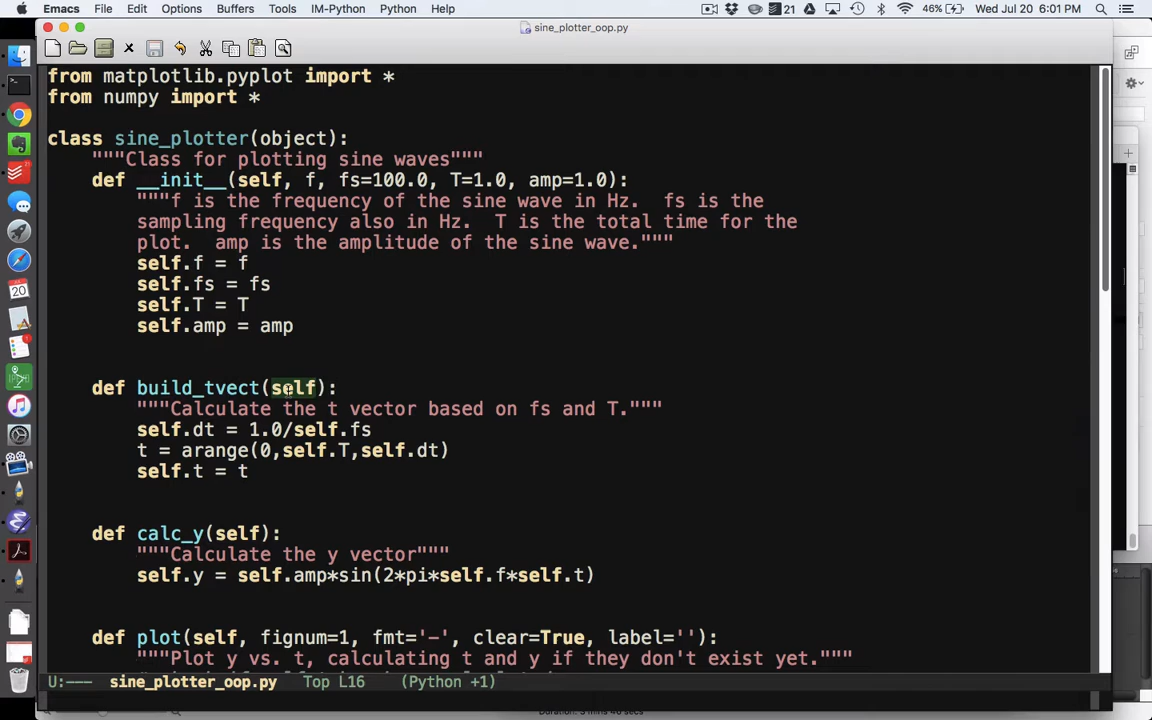 Emacs File Edit Options Buffers Tools IM-Python Python Help 21 46% Wed Jul 20 6:01 PM
sine_plotter_oop.py
from matplotlib.pyplot import *
from numpy import *
class sine_plotter(object):
"""Class for plotting sine waves"""
def __init__(self, f, fs=100.0, T=1.0, amp=1.0):
"""f is the frequency of the sine wave in Hz.  fs is the
sampling frequency also in Hz.  T is the total time for the
plot.  amp is the amplitude of the sine wave."""
self.f = f
self.fs = fs
self.T = T
self.amp = amp
def build_tvect(self):
"""Calculate the t vector based on fs and T."""
self.dt = 1.0/self.fs
t = arange(0,self.T,self.dt)
self.t = t
def calc_y(self):
"""Calculate the y vector"""
self.y = self.amp*sin(2*pi*self.f*self.t)
def plot(self, fignum=1, fmt='-', clear=True, label=''):
"""Plot y vs. t, calculating t and y if they don't exist yet."""
U:--- sine_plotter_oop.py Top L16 (Python +1)